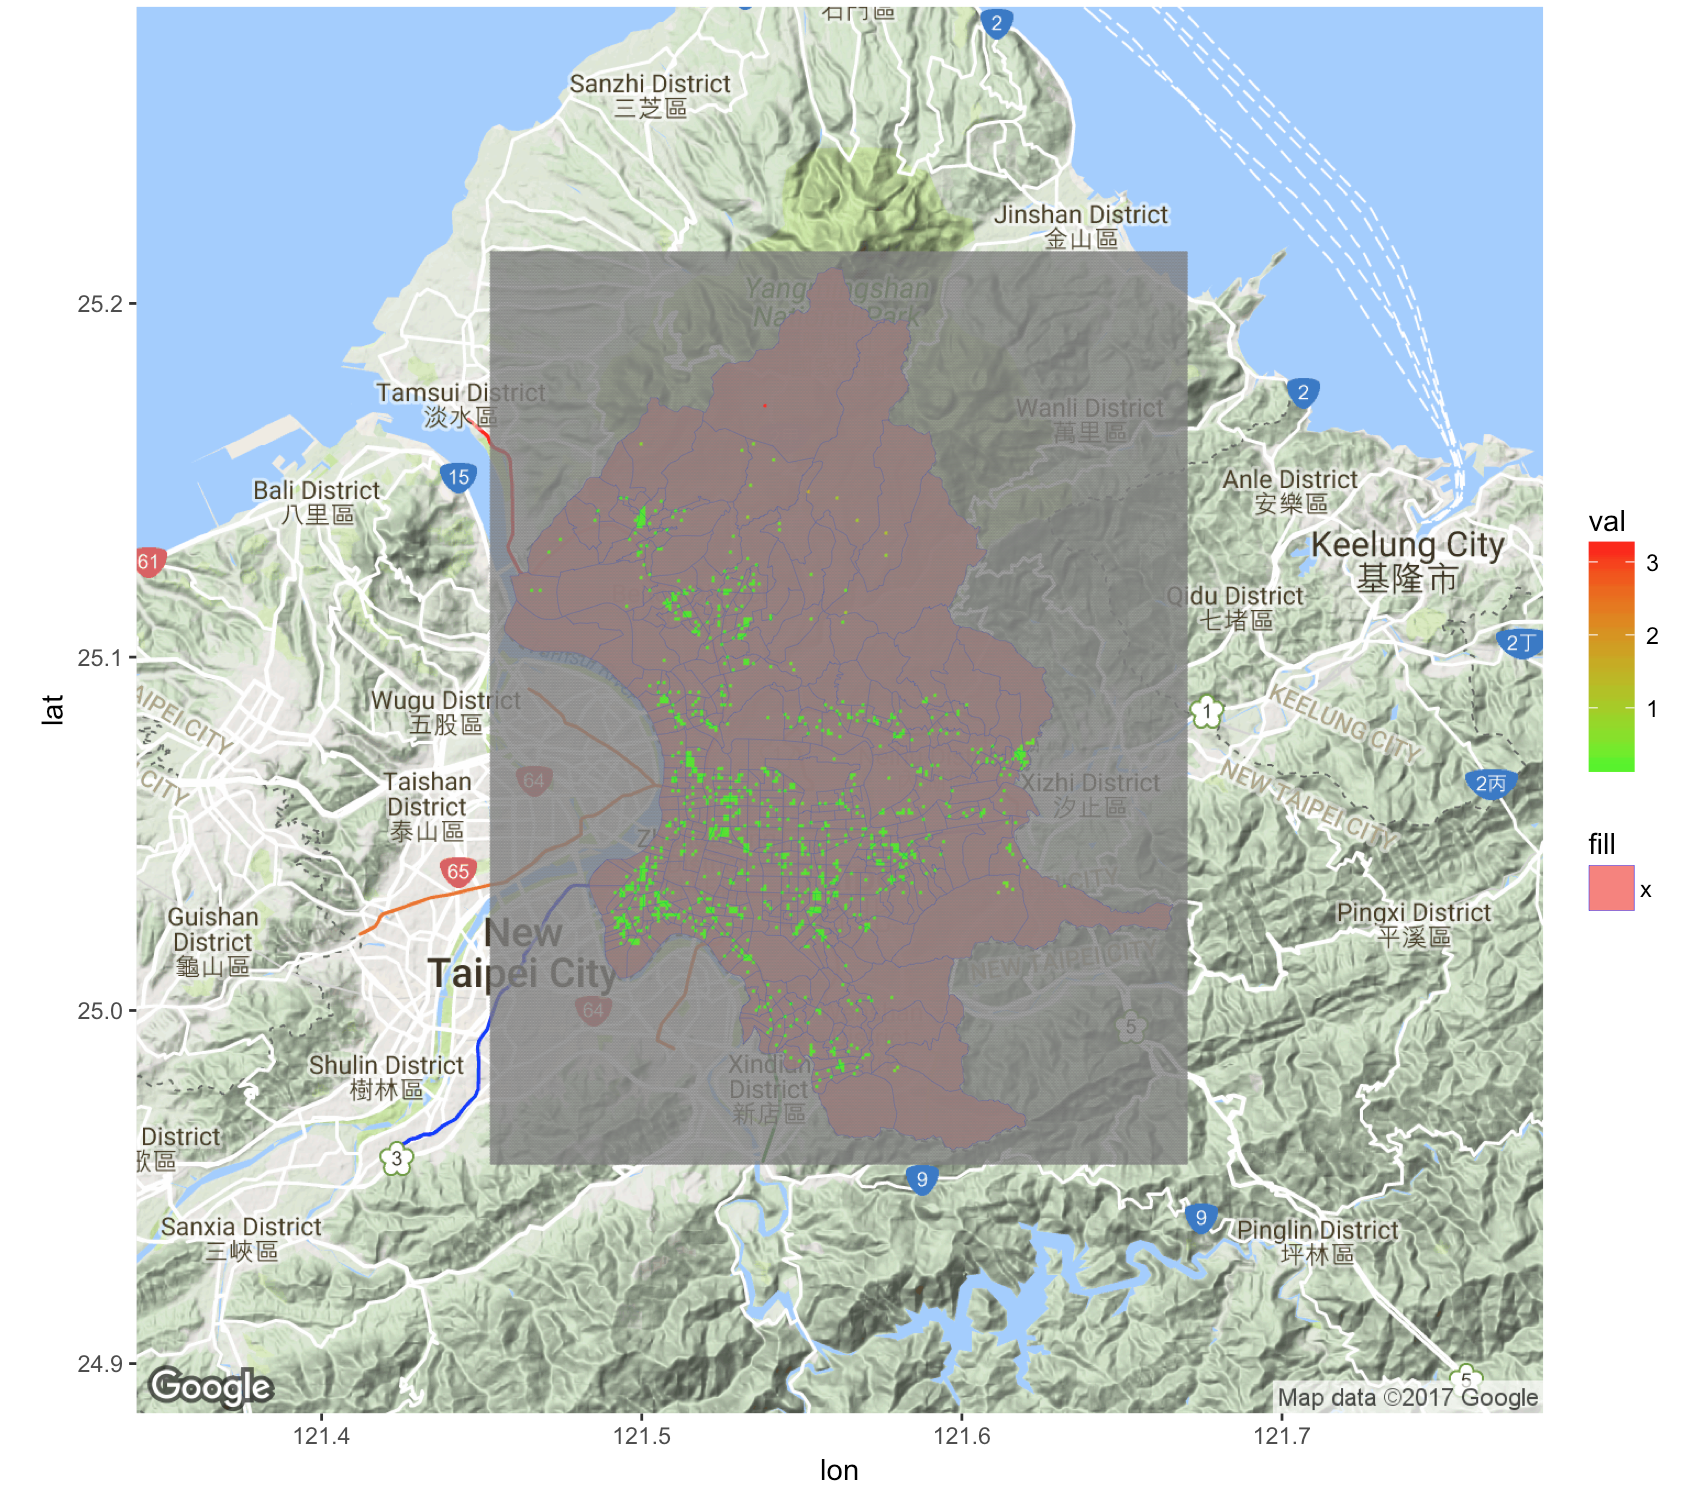 石門區
2
Sanzhi District
三芝區
Jinshan District
金山區
25.2
Tamsui District
淡水區
Wanli District
萬里區
2
15
Bali District
八里區
Anle District
安樂區
61
Keelung City
基隆市
Qidu District
七堵區
2丁
25.1
Wugu District
五股區
1
KEELUNG CITY
AIPEI CITY
CITY
64
Taishan
District
泰山區
Xizhi District
汐止區
NEW TAIPEI CITY
2丙
65
Guishan
District
龜山區
New
Taipei City
Pingxi District
平溪區
NEW TAIPEI CITY
25.0
64
5
Shulin District
樹林區
Xindian
District
新店區
District
3
9
9
Sanxia District
三峽區
Pinglin District
坪林區
24.9
Google
5
Map data ©2017 Google
121.4
121.5
121.6
121.7
lon
lat
val
3
2
1
fill
x